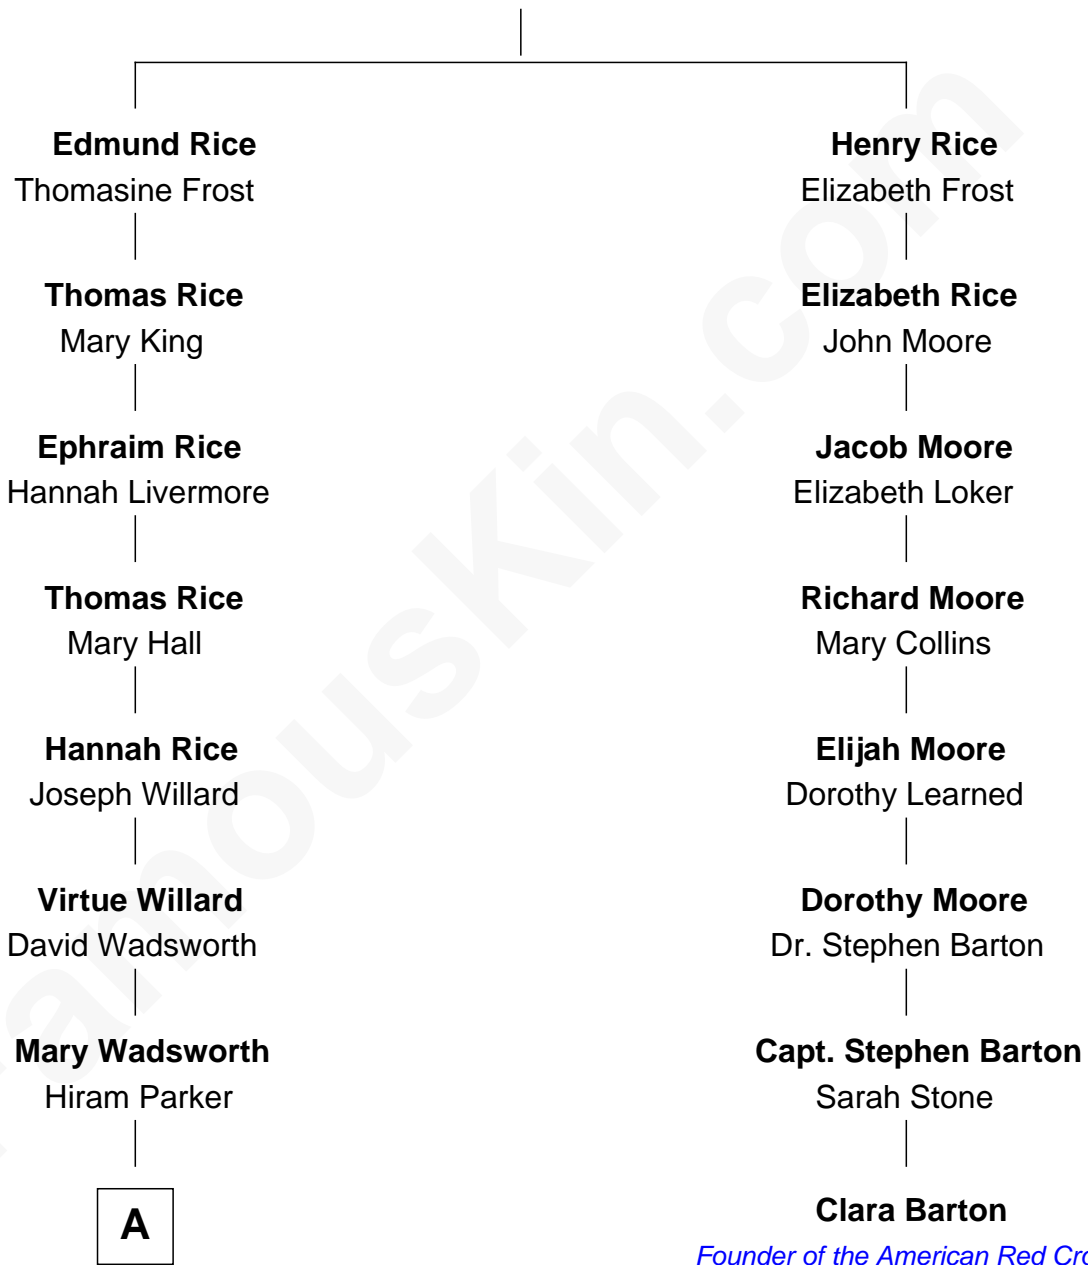 Edmund Rice
Thomasine Frost
Thomas Rice
Mary King
Ephraim Rice
Hannah Livermore
Thomas Rice
Mary Hall
Hannah Rice
Joseph Willard
Virtue Willard
David Wadsworth
Mary Wadsworth
Hiram Parker
A
Henry Rice
Elizabeth Frost
Elizabeth Rice
John Moore
Jacob Moore
Elizabeth Loker
Richard Moore
Mary Collins
Elijah Moore
Dorothy Learned
Dorothy Moore
Dr. Stephen Barton
Capt. Stephen Barton
Sarah Stone
Clara Barton
Founder of the American Red Cro
FamousKin.com